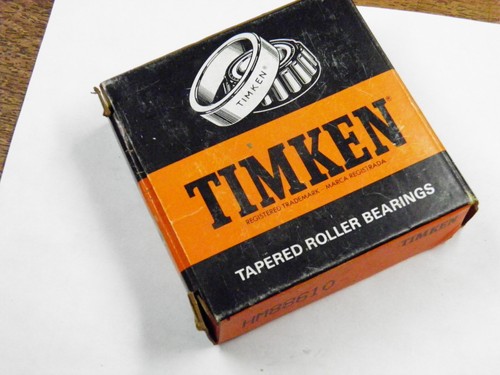 TIMKEN®
TIMKEN®
REGISTERED TRADEMARK · MARCA REGISTRADA
TAPERED ROLLER BEARINGS
TIMKEN
HM88610